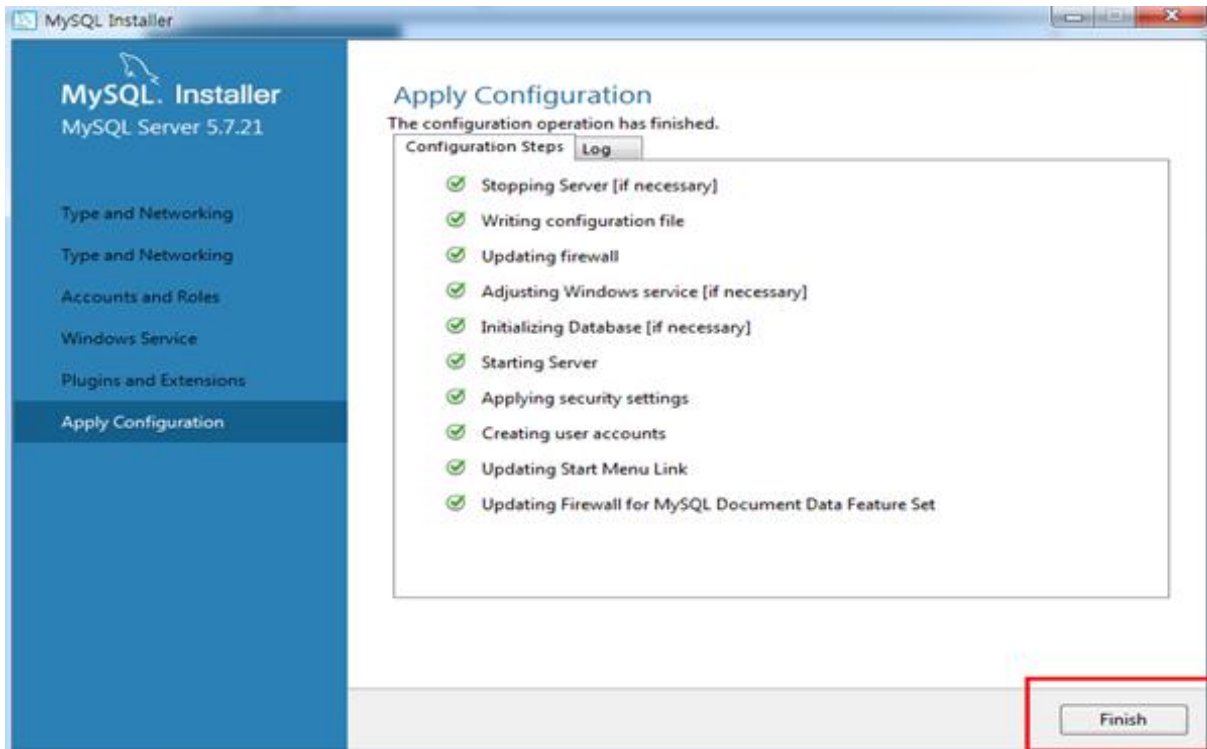 MySQL Installer
MySQL. Installer
MySQL Server 5.7.21
Type and Networking
Type and Networking
Accounts and Roles
Windows Service
Plugins and Extensions
Apply Configuration
Apply Configuration
The configuration operation has finished.
Configuration Steps Log
Stopping Server [if necessary]
Writing configuration file
Updating firewall
Adjusting Windows service [if necessary]
Initializing Database [if necessary]
Starting Server
Applying security settings
Creating user accounts
Updating Start Menu Link
Updating Firewall for MySQL Document Data Feature Set
Finish